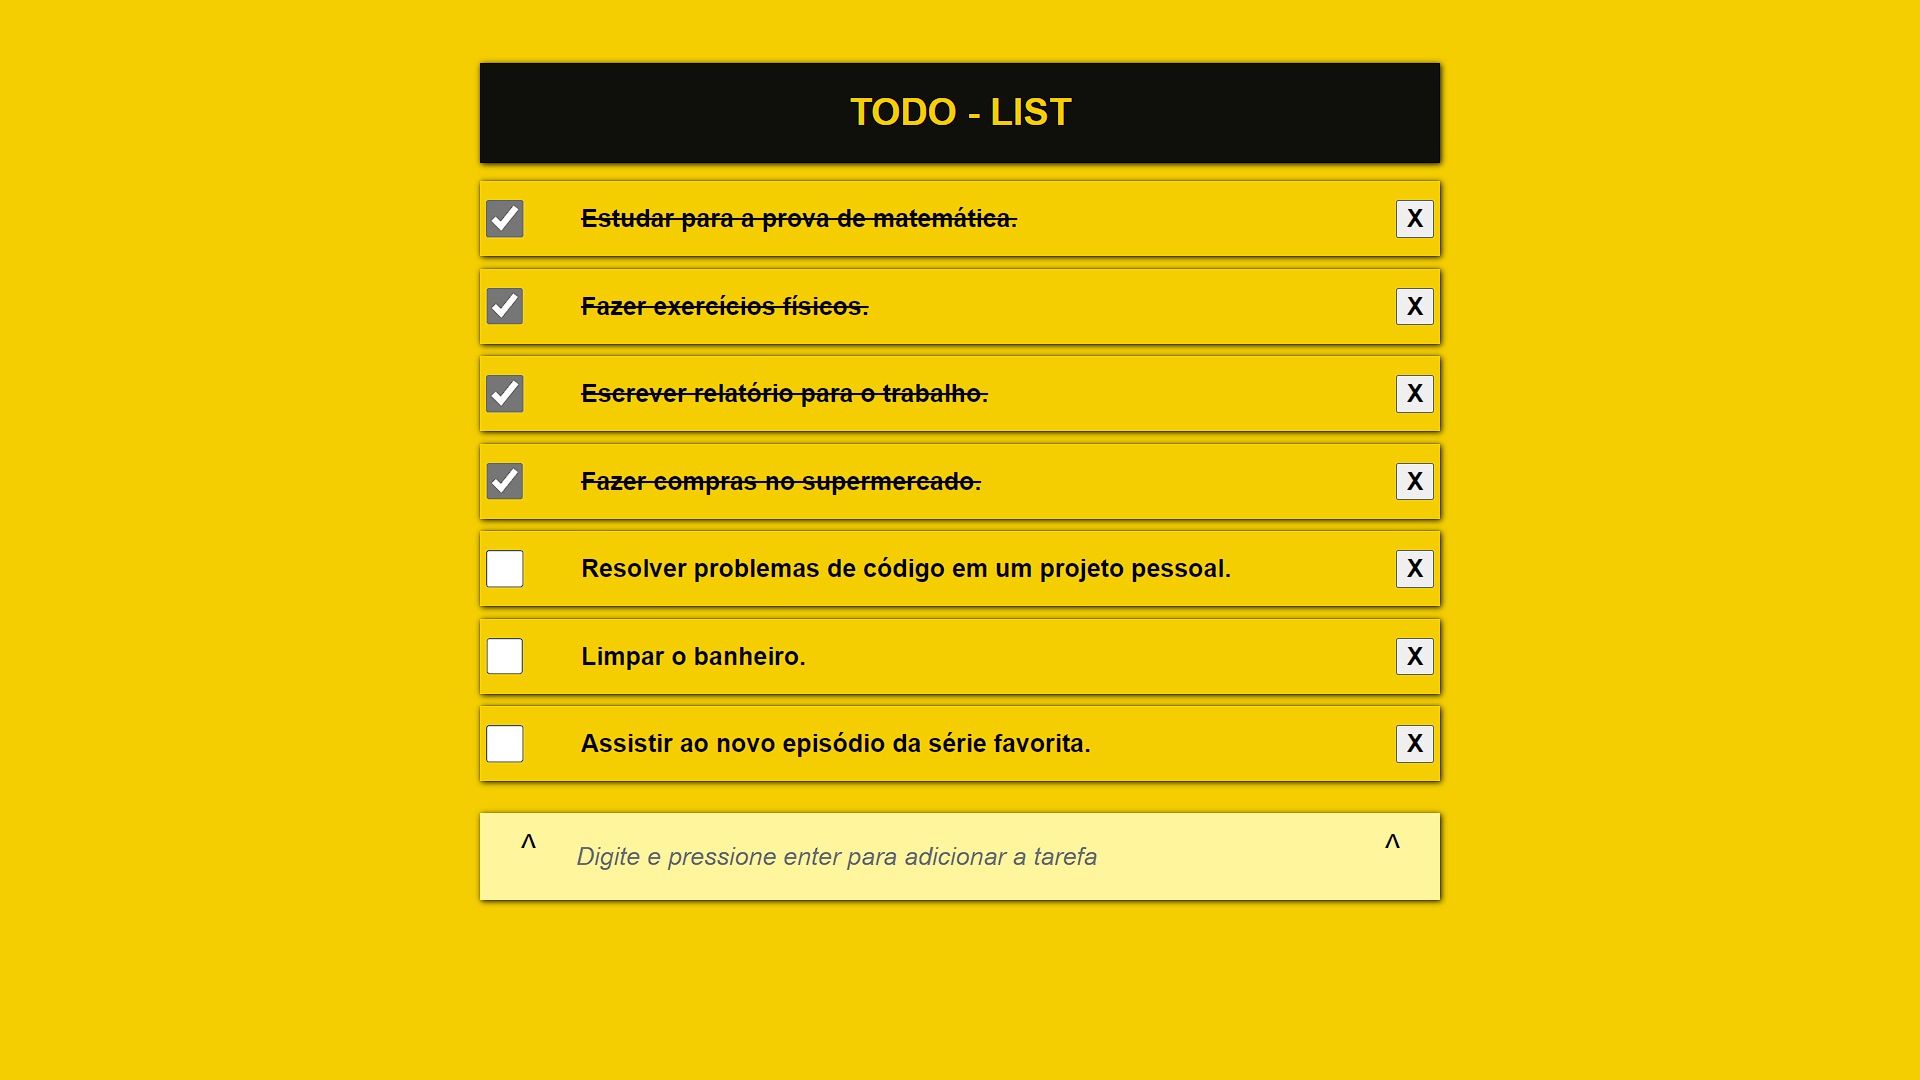 TODO - LIST
Estudar para a prova de matemática. X
Fazer exercícios físicos. X
Escrever relatório para o trabalho. X
Fazer compras no supermercado. X
Resolver problemas de código em um projeto pessoal. X
Limpar o banheiro. X
Assistir ao novo episódio da série favorita. X
^ Digite e pressione enter para adicionar a tarefa ^